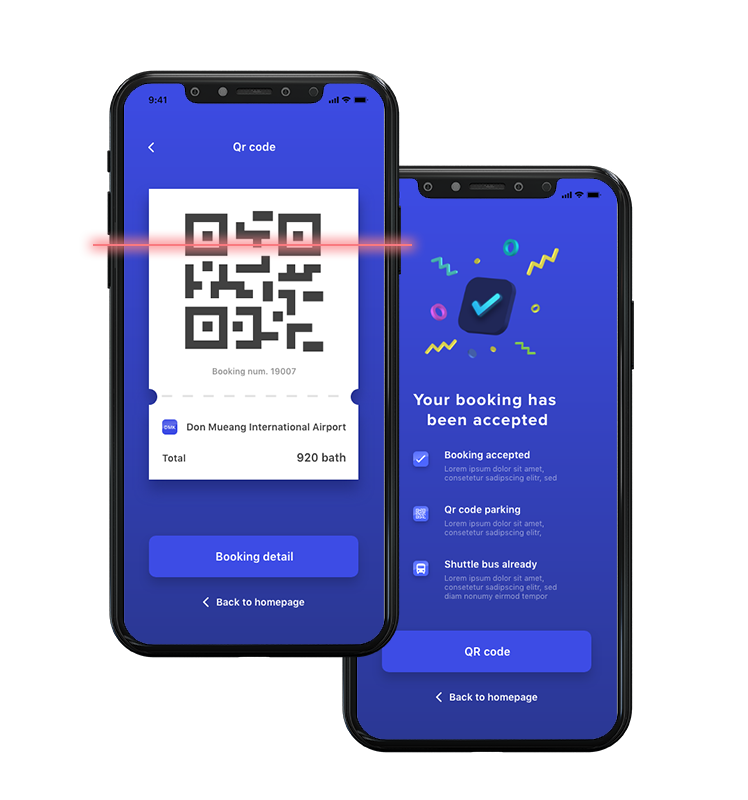 9:41
Qr code
Booking num. 19007
DMK
Don Mueang International Airport
Total 920 bath
Booking detail
Back to homepage
Your booking has
been accepted
Booking accepted
Lorem ipsum dolor sit amet,
consetetur sadipscing elitr, sed
Qr code parking
Lorem ipsum dolor sit amet,
consetetur sadipscing elitr,
Shuttle bus already
Lorem ipsum dolor sit amet,
consetetur sadipscing elitr, sed
diam nonumy eirmod tempor
QR code
Back to homepage